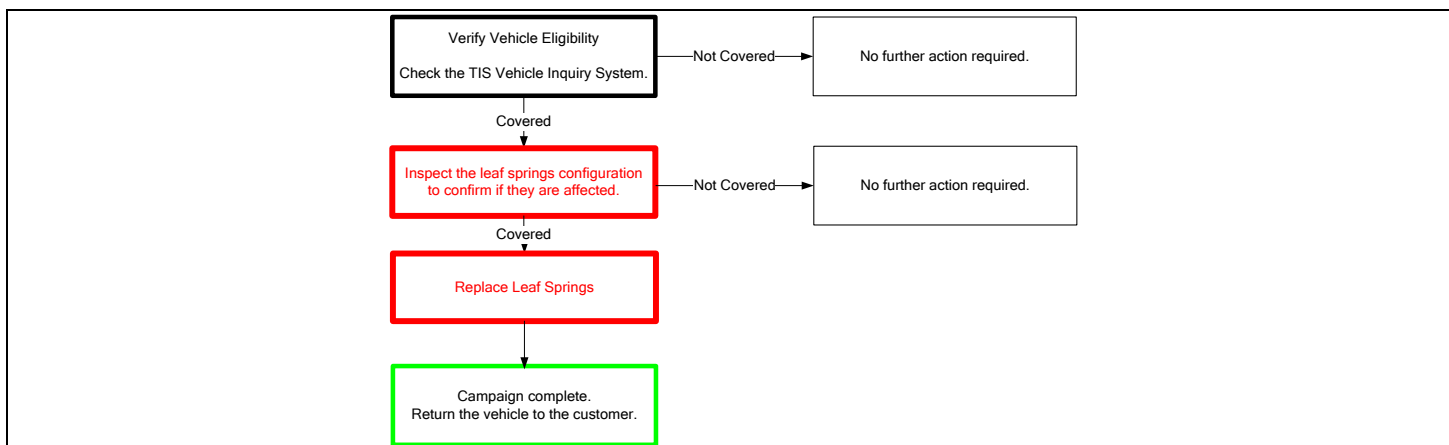 Verify Vehicle Eligibility
Check the TIS Vehicle Inquiry System.
Not Covered
No further action required.
Covered
Inspect the leaf springs configuration
to confirm if they are affected.
Not Covered
No further action required.
Covered
Replace Leaf Springs
Campaign complete.
Return the vehicle to the customer.